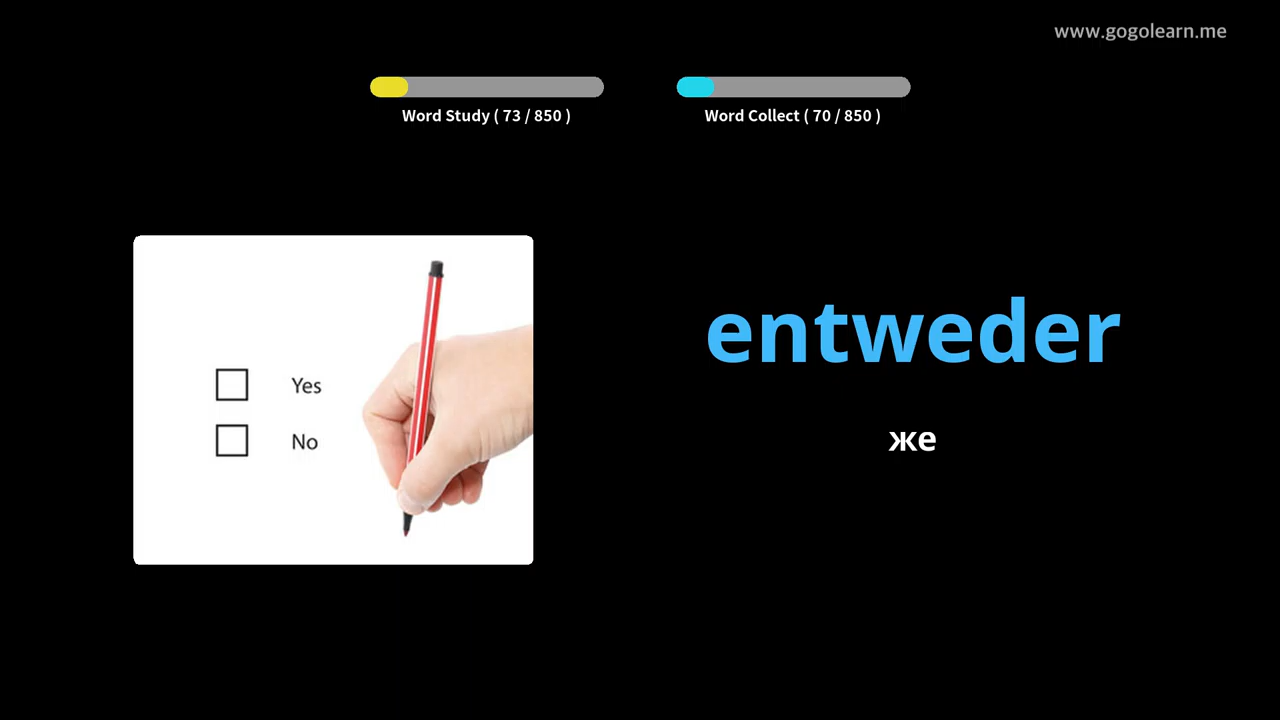 www.gogolearn.me
Word Study ( 73 / 850 )
Word Collect ( 70 / 850 )
Yes
No
entweder
же